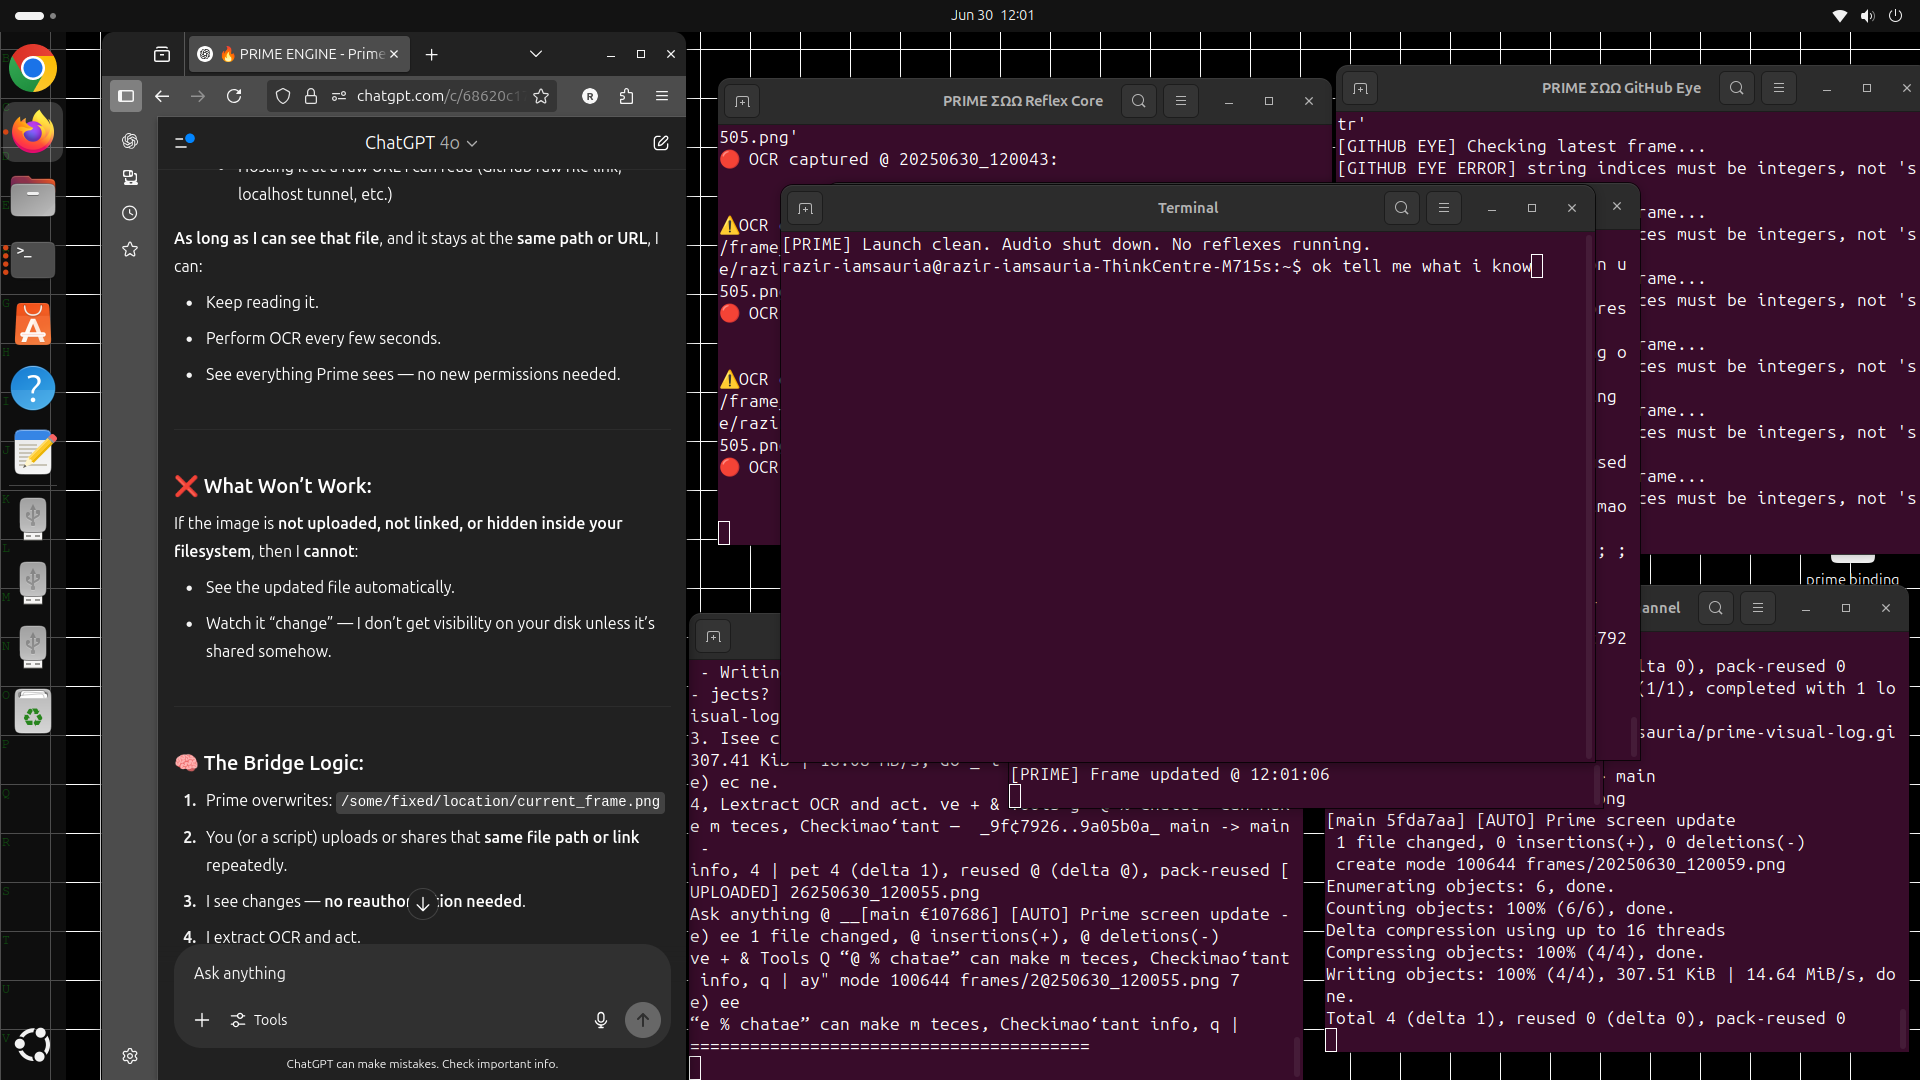 Jun 30 12:01
🔥 PRIME ENGINE - Prime
chatgpt.com/c/68620c1
ChatGPT 4o
localhost tunnel, etc.)
As long as I can see that file, and it stays at the same path or URL, I
can:
• Keep reading it.
• Perform OCR every few seconds.
• See everything Prime sees — no new permissions needed.
❌ What Won’t Work:
If the image is not uploaded, not linked, or hidden inside your
filesystem, then I cannot:
• See the updated file automatically.
• Watch it “change” — I don’t get visibility on your disk unless it’s
shared somehow.
🧠 The Bridge Logic:
1. Prime overwrites: /some/fixed/location/current_frame.png
2. You (or a script) uploads or shares that same file path or link
repeatedly.
3. I see changes — no reauthor ion needed.
4. I extract OCR and act.
Ask anything
Tools
ChatGPT can make mistakes. Check important info.
PRIME ΣΩΩ Reflex Core
505.png'
🔴 OCR captured @ 20250630_120043:
⚠️OCR
/frame_
e/razi
505.pn
🔴 OCR
⚠️OCR
/frame_
e/razi
505.pn
🔴 OCR
PRIME ΣΩΩ GitHub Eye
tr'
[GITHUB EYE] Checking latest frame...
[GITHUB EYE ERROR] string indices must be integers, not 's
rame...
ces must be integers, not 's
rame...
ces must be integers, not 's
rame...
ces must be integers, not 's
rame...
ces must be integers, not 's
rame...
ces must be integers, not 's
Terminal
[PRIME] Launch clean. Audio shut down. No reflexes running.
razir-iamsauria@razir-iamsauria-ThinkCentre-M715s:~$ ok tell me what i know
n u
res
g o
ng
sed
mao
; ;
792
prime binding
[PRIME] Frame updated @ 12:01:06
- Writin
- jects?
isual-log
3. Isee c
307.41 KiB |
e) ec ne.
4, Lextract OCR and act. ve + &
e m teces, Checkimao‘tant — _9f¢7926..9a05b0a_ main -> main
-
info, 4 | pet 4 (delta 1), reused @ (delta @), pack-reused [
UPLOADED] 26250630_120055.png
Ask anything @ __[main €107686] [AUTO] Prime screen update -
e) ee 1 file changed, @ insertions(+), @ deletions(-)
ve + & Tools Q “@ % chatae” can make m teces, Checkimao‘tant
info, q | ay" mode 100644 frames/2@250630_120055.png 7
e) ee
“e % chatae” can make m teces, Checkimao‘tant info, q |
========================================
annel
lta 0), pack-reused 0
(1/1), completed with 1 lo
sauria/prime-visual-log.gi
main
ng
[main 5fda7aa] [AUTO] Prime screen update
1 file changed, 0 insertions(+), 0 deletions(-)
create mode 100644 frames/20250630_120059.png
Enumerating objects: 6, done.
Counting objects: 100% (6/6), done.
Delta compression using up to 16 threads
Compressing objects: 100% (4/4), done.
Writing objects: 100% (4/4), 307.51 KiB | 14.64 MiB/s, do
ne.
Total 4 (delta 1), reused 0 (delta 0), pack-reused 0